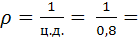 ρ = 1/ц.д. = 1/0,8 =